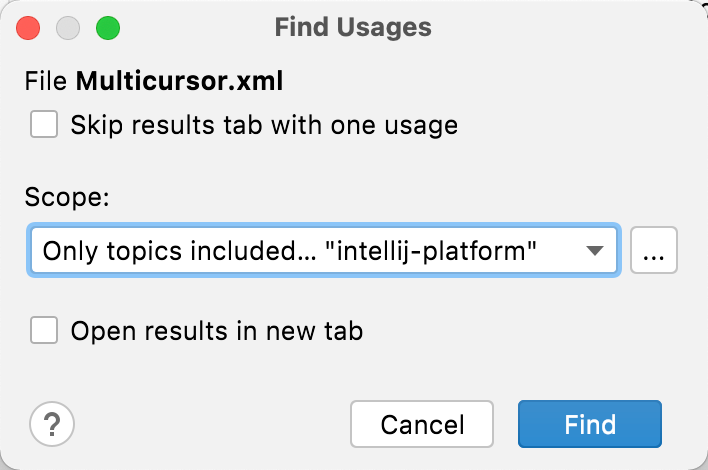 Find Usages
File Multicursor.xml
Skip results tab with one usage
Scope:
Only topics included... "intellij-platform"
...
Open results in new tab
?
Cancel
Find